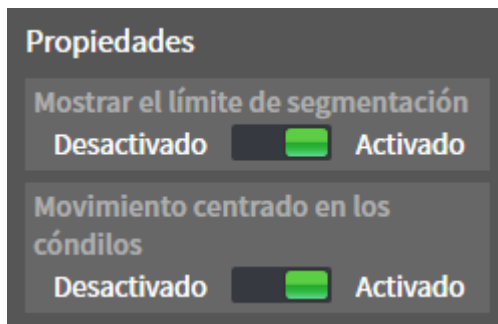 Propiedades
Mostrar el límite de segmentación
Desactivado Activado
Movimiento centrado en los
cóndilos
Desactivado Activado